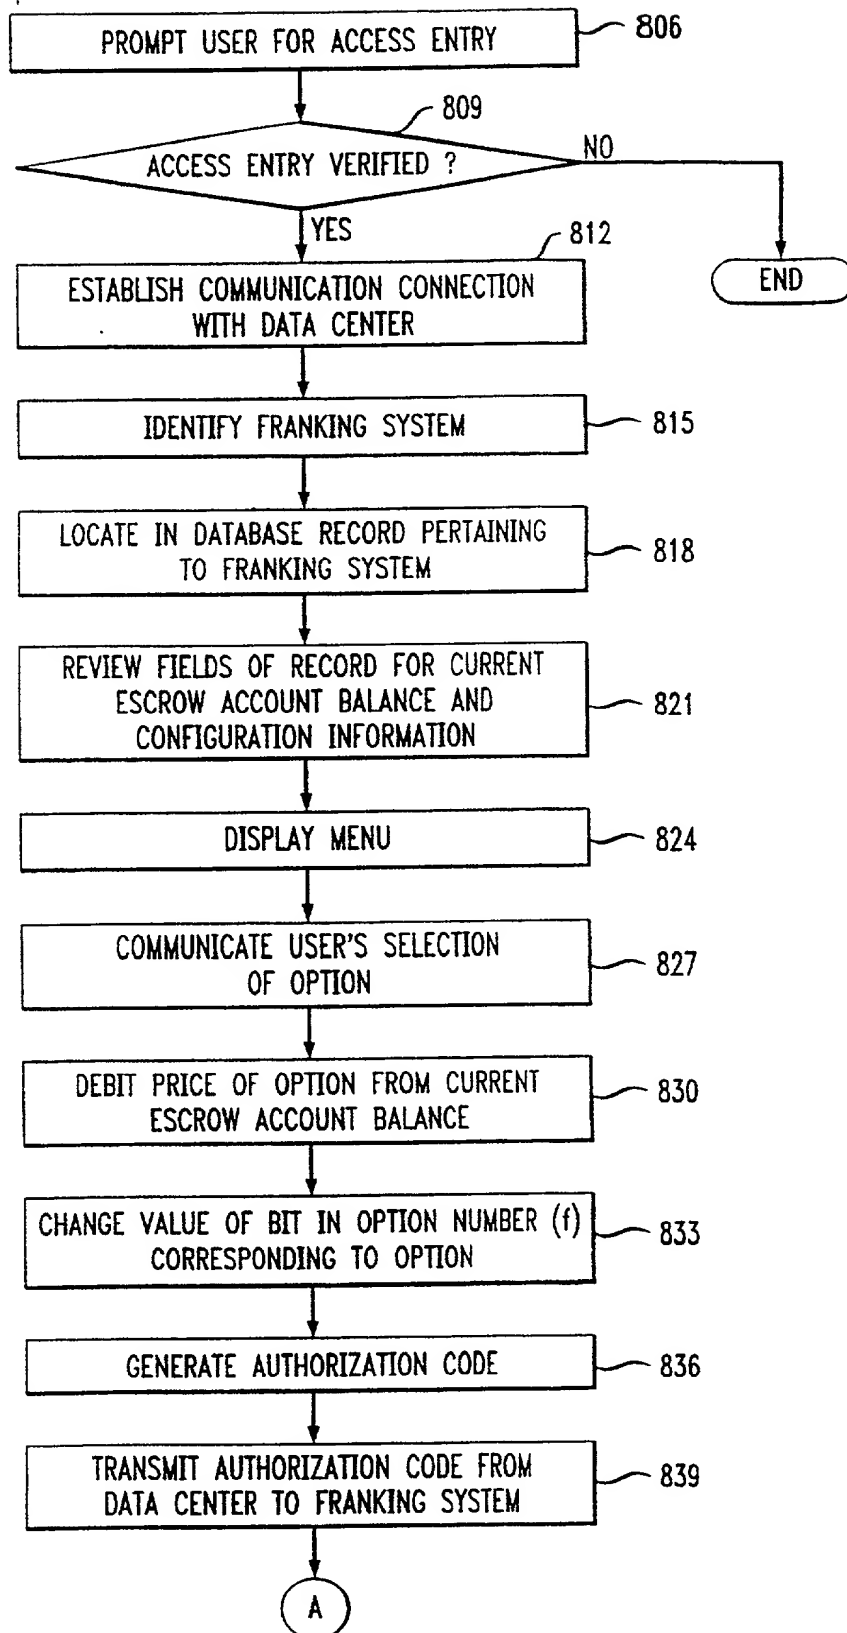 PROMPT USER FOR ACCESS ENTRY
806
809
ACCESS ENTRY VERIFIED ?
NO
YES
812
END
ESTABLISH COMMUNICATION CONNECTION
WITH DATA CENTER
IDENTIFY FRANKING SYSTEM
815
LOCATE IN DATABASE RECORD PERTAINING
TO FRANKING SYSTEM
818
REVIEW FIELDS OF RECORD FOR CURRENT
ESCROW ACCOUNT BALANCE AND
CONFIGURATION INFORMATION
821
DISPLAY MENU
824
COMMUNICATE USER'S SELECTION
OF OPTION
827
DEBIT PRICE OF OPTION FROM CURRENT
ESCROW ACCOUNT BALANCE
830
CHANGE VALUE OF BIT IN OPTION NUMBER (f)
CORRESPONDING TO OPTION
833
GENERATE AUTHORIZATION CODE
836
TRANSMIT AUTHORIZATION CODE FROM
DATA CENTER TO FRANKING SYSTEM
839
A